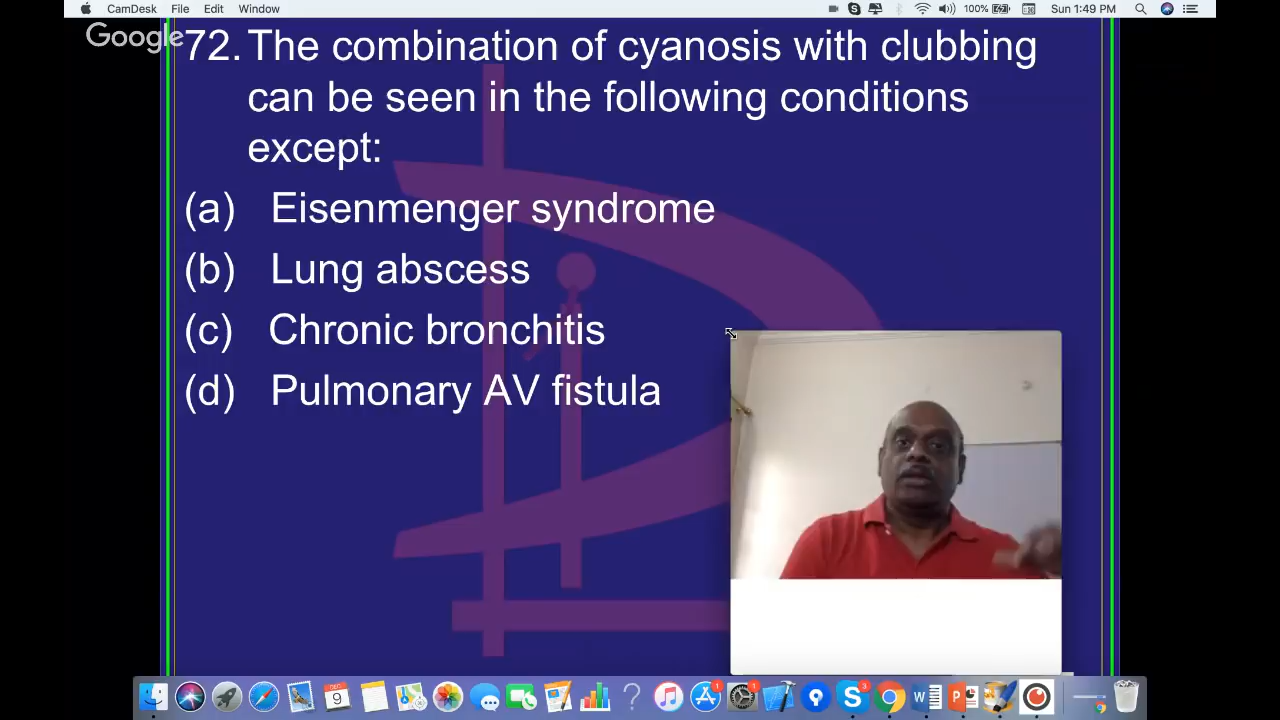 CamDesk File Edit Window 100% Sun 1:49 PM
Google
72. The combination of cyanosis with clubbing
can be seen in the following conditions
except:
(a) Eisenmenger syndrome
(b) Lung abscess
(c) Chronic bronchitis
(d) Pulmonary AV fistula